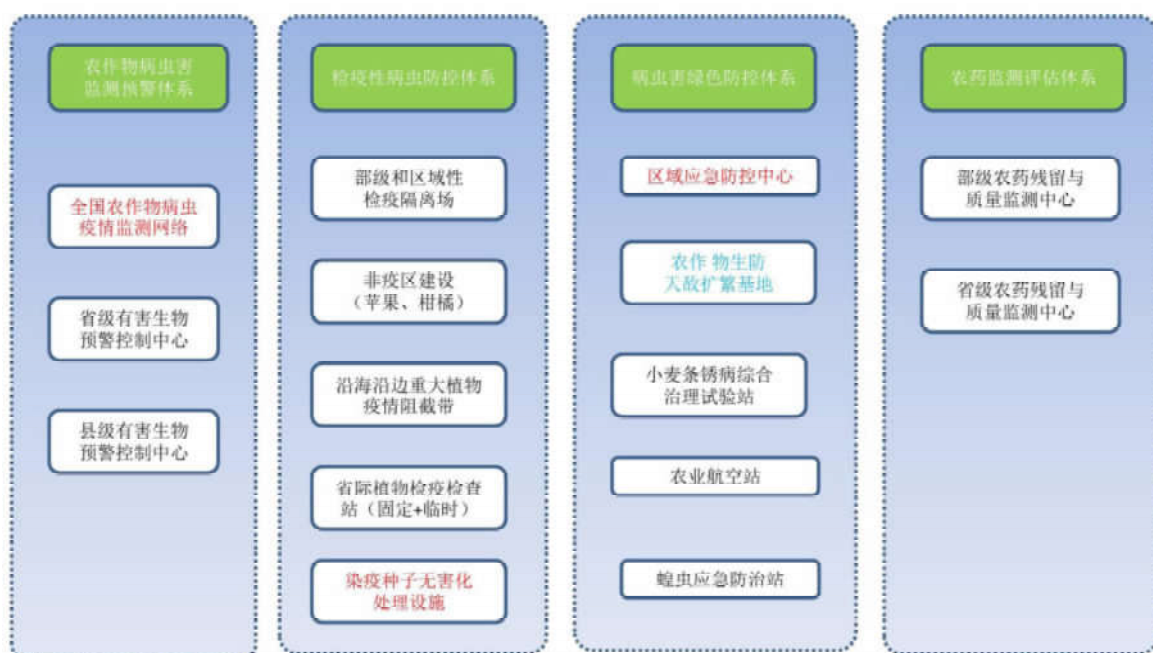 农作物病虫害
监测预警体系
全国农作物病虫
疫情监测网络
省级有害生物
预警控制中心
县级有害生物
预警控制中心
检疫性病虫防控体系
部级和区域性
检疫隔离场
非疫区建设
（苹果、柑橘）
沿海沿边重大植物
疫情阻截带
省际植物检疫检查
站（固定+临时）
染疫种子无害化
处理设施
病虫害绿色防控体系
区域应急防控中心
农作 物生防
天敌扩繁基地
小麦条锈病综合
治理试验站
农业航空站
蝗虫应急防治站
农药监测评估体系
部级农药残留与
质量监测中心
省级农药残留与
质量监测中心